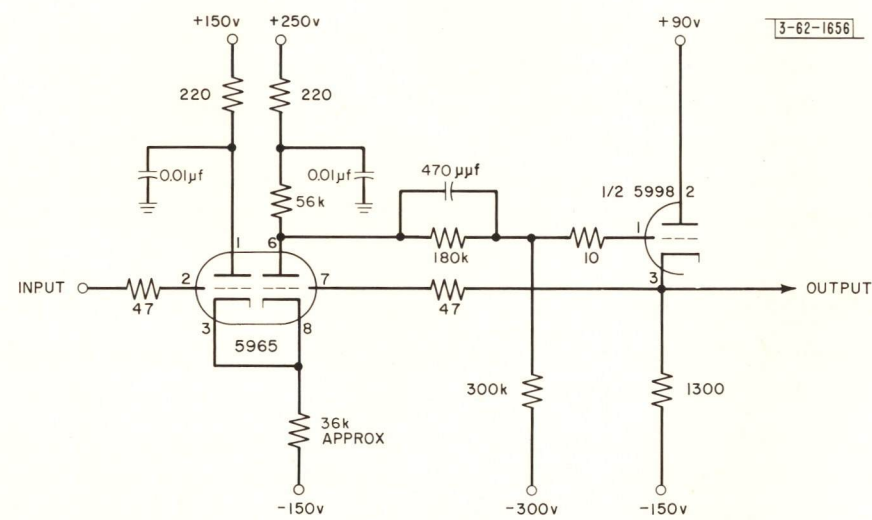 +150v
+250v
+90v
3-62-1656
220
220
0.01μf
0.01μf
470 μμf
56k
1/2 5998
2
1
6
1
180k
10
INPUT
2
7
3
OUTPUT
47
47
3
8
5965
300k
1300
36k
APPROX
-150v
-300v
-150v